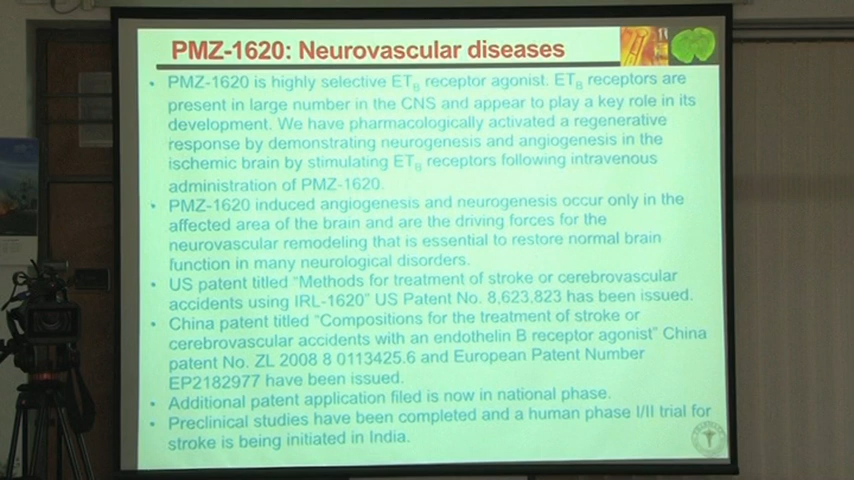 PMZ-1620: Neurovascular diseases
• PMZ-1620 is highly selective ETB receptor agonist. ETB receptors are
present in large number in the CNS and appear to play a key role in its
development. We have pharmacologically activated a regenerative
response by demonstrating neurogenesis and angiogenesis in the
ischemic brain by stimulating ETB receptors following intravenous
administration of PMZ-1620.
• PMZ-1620 induced angiogenesis and neurogenesis occur only in the
affected area of the brain and are the driving forces for the
neurovascular remodeling that is essential to restore normal brain
function in many neurological disorders.
• US patent titled "Methods for treatment of stroke or cerebrovascular
accidents using IRL-1620" US Patent No. 8,623,823 has been issued.
• China patent titled "Compositions for the treatment of stroke or
cerebrovascular accidents with an endothelin B receptor agonist" China
patent No. ZL 2008 8 0113425.6 and European Patent Number
EP2182977 have been issued.
• Additional patent application filed is now in national phase.
• Preclinical studies have been completed and a human phase I/II trial for
stroke is being initiated in India.